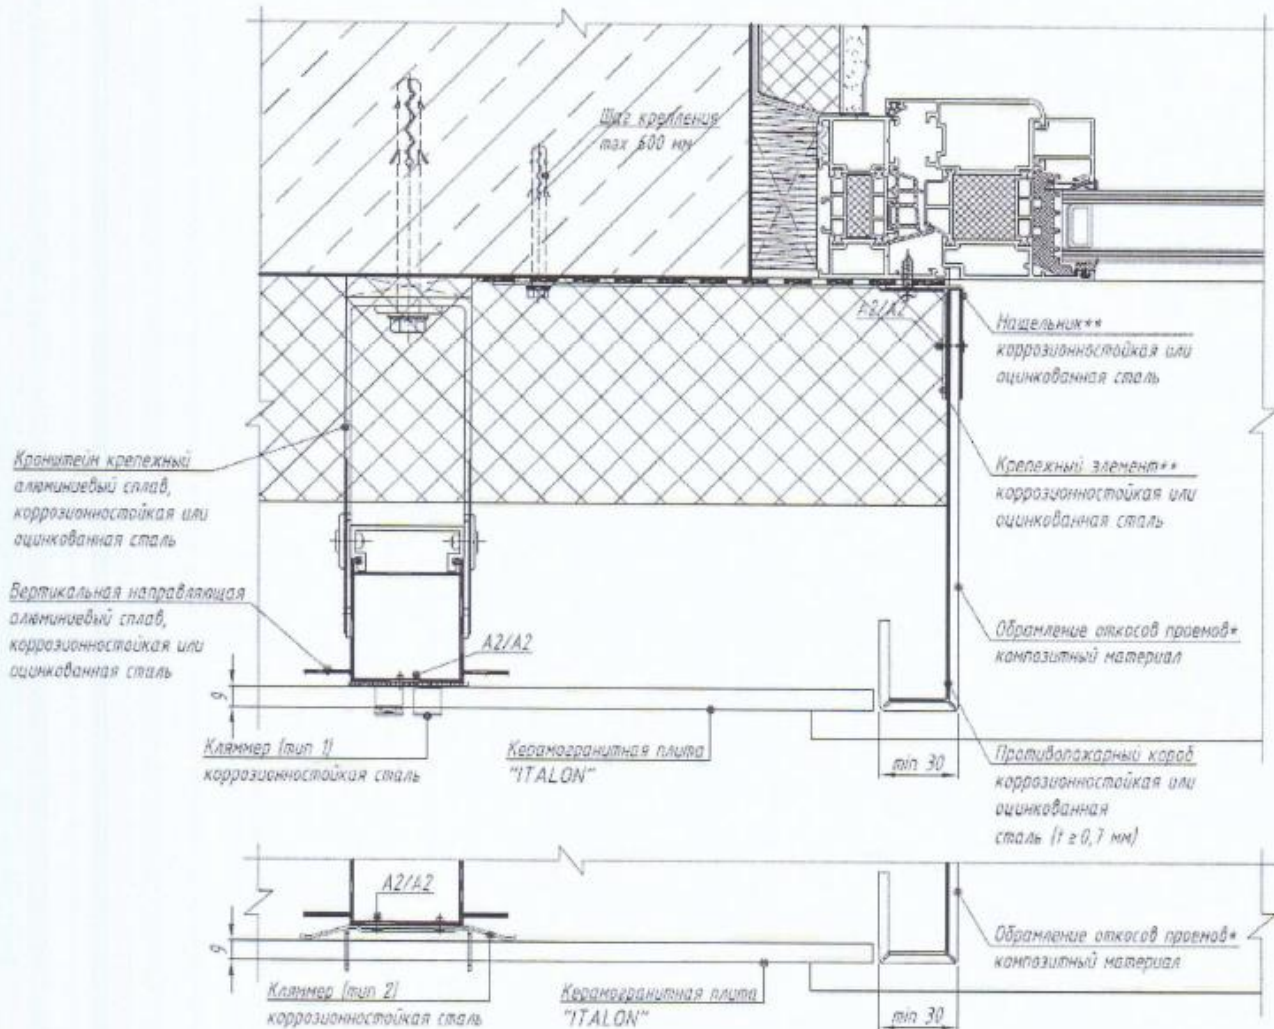 Шаг крепления
max 600 мм
A2/A2
Нащельник**
коррозионностойкая или
оцинкованная сталь
Кронштейн крепежный
алюминиевый сплав,
коррозионностойкая или
оцинкованная сталь
Крепежный элемент**
коррозионностойкая или
оцинкованная сталь
Вертикальная направляющая
алюминиевый сплав,
коррозионностойкая или
оцинкованная сталь
A2/A2
Обрамление откосов проемов*
композитный материал
9
Кляммер (тип 1)
коррозионностойкая сталь
Керамогранитная плита
"ITALON"
min 30
Противопожарный короб
коррозионностойкая или
оцинкованная
сталь (t ≥ 0,7 мм)
A2/A2
9
Обрамление откосов проемов*
композитный материал
Кляммер (тип 2)
коррозионностойкая сталь
Керамогранитная плита
"ITALON"
min 30